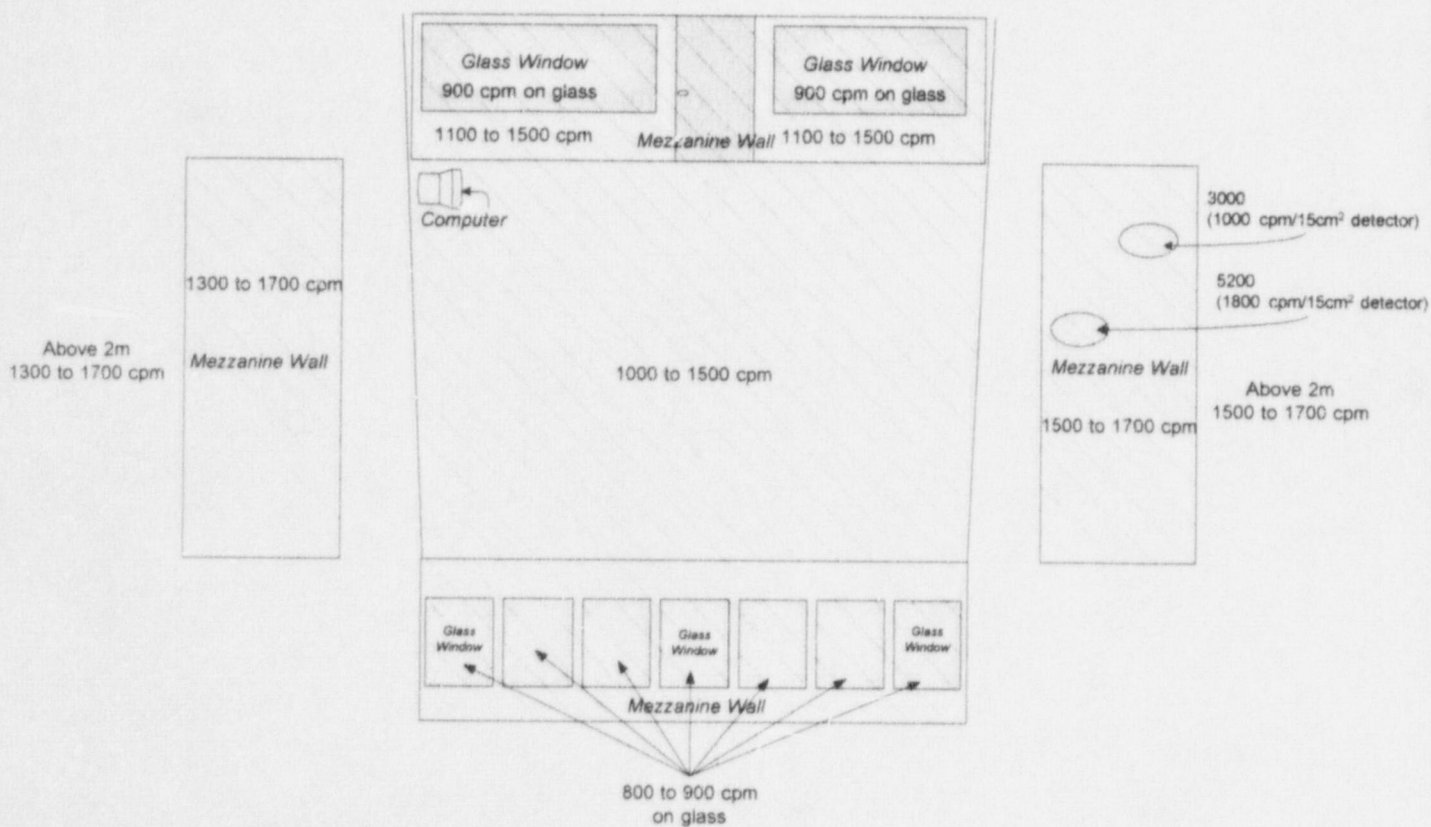 Glass Window
900 cpm on glass
Glass Window
900 cpm on glass
1100 to 1500 cpm
Mezzanine Wall
1100 to 1500 cpm
Computer
3000
(1000 cpm/15cm² detector)
5200
(1800 cpm/15cm² detector)
1300 to 1700 cpm
Above 2m
1300 to 1700 cpm
Mezzanine Wall
1000 to 1500 cpm
Mezzanine Wall
1500 to 1700 cpm
Above 2m
1500 to 1700 cpm
Glass
Window
Glass
Window
Glass
Window
Mezzanine Wall
800 to 900 cpm
on glass